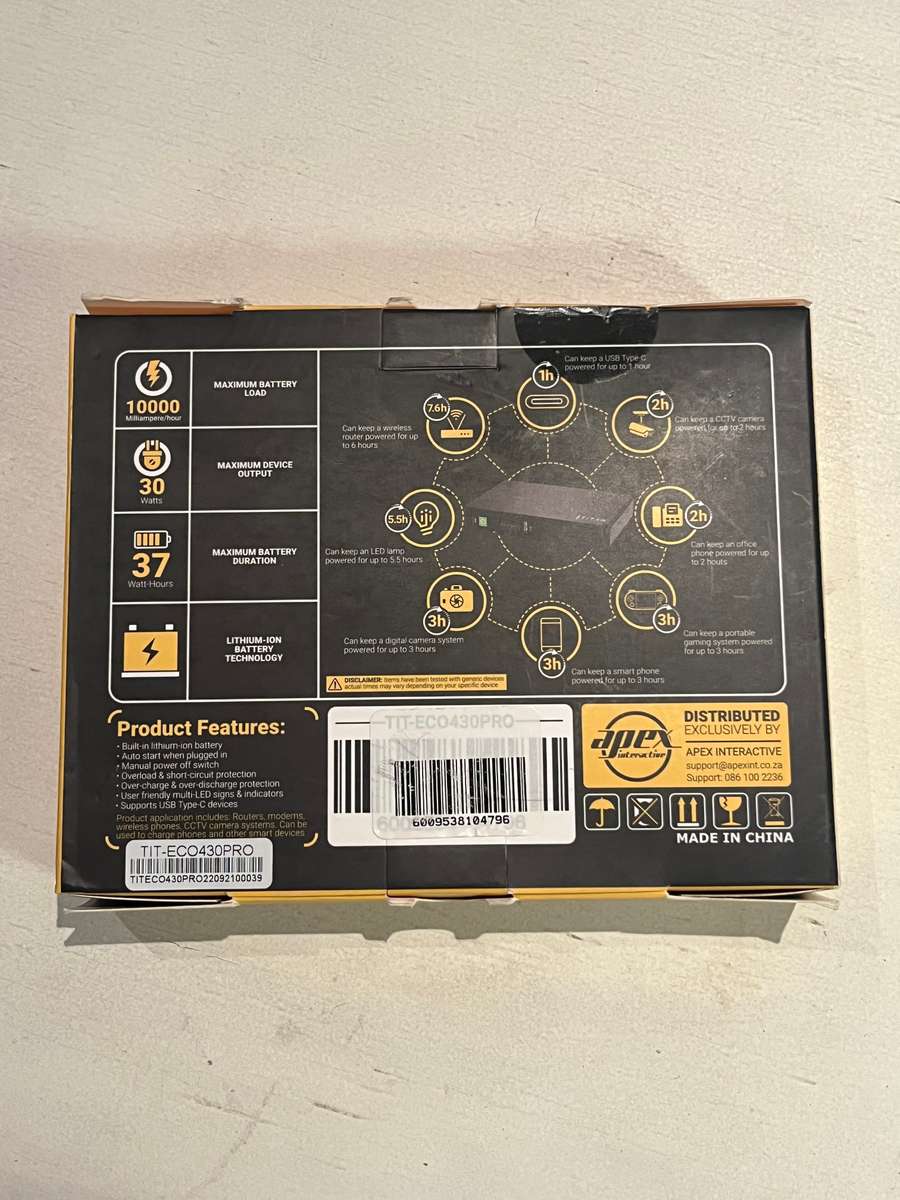 10000
Milliampere/hour
MAXIMUM BATTERY
LOAD
30
Watts
MAXIMUM DEVICE
OUTPUT
37
Watt-Hours
MAXIMUM BATTERY
DURATION
LITHIUM-ION
BATTERY
TECHNOLOGY
1h
Can keep a USB Type C
powered for up to 1 hour
2h
Can keep a CCTV camera
powered for up to 2 hours
7.6h
Can keep a wireless
router powered for up
to 6 hours
5.5h
Can keep an LED lamp
powered for up to 5.5 hours
2h
Can keep an office
phone powered for up
to 2 hours
3h
Can keep a digital camera system
powered for up to 3 hours
3h
Can keep a smart phone
powered for up to 3 hours
3h
Can keep a portable
gaming system powered
for up to 3 hours
DISCLAIMER: Items have been tested with generic devices
actual times may vary depending on your specific device
Product Features:
• Built-in lithium-ion battery
• Auto start when plugged in
• Manual power off switch
• Overload & short-circuit protection
• Over-charge & over-discharge protection
• User friendly multi-LED signs & indicators
• Supports USB Type-C devices
Product application includes: Routers, modems,
wireless phones, CCTV camera systems. Can be
used to charge phones and other smart devices
TIT-ECO430PRO
TITECO430PRO22092100039
TIT-ECO430PRO
6009538104796
apex
interactive
DISTRIBUTED
EXCLUSIVELY BY
APEX INTERACTIVE
support@apexint.co.za
Support: 086 100 2236
MADE IN CHINA